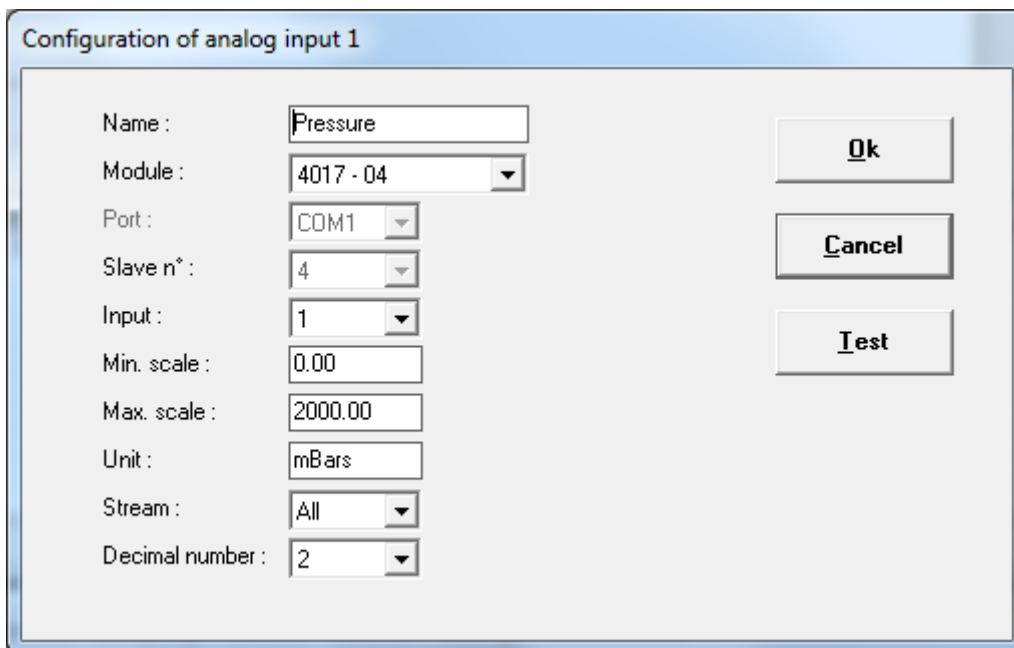 Configuration of analog input 1
Name : Pressure
Module : 4017 - 04
Port : COM1
Slave n° : 4
Input : 1
Min. scale : 0.00
Max. scale : 2000.00
Unit : mBars
Stream : All
Decimal number : 2
Ok
Cancel
Test